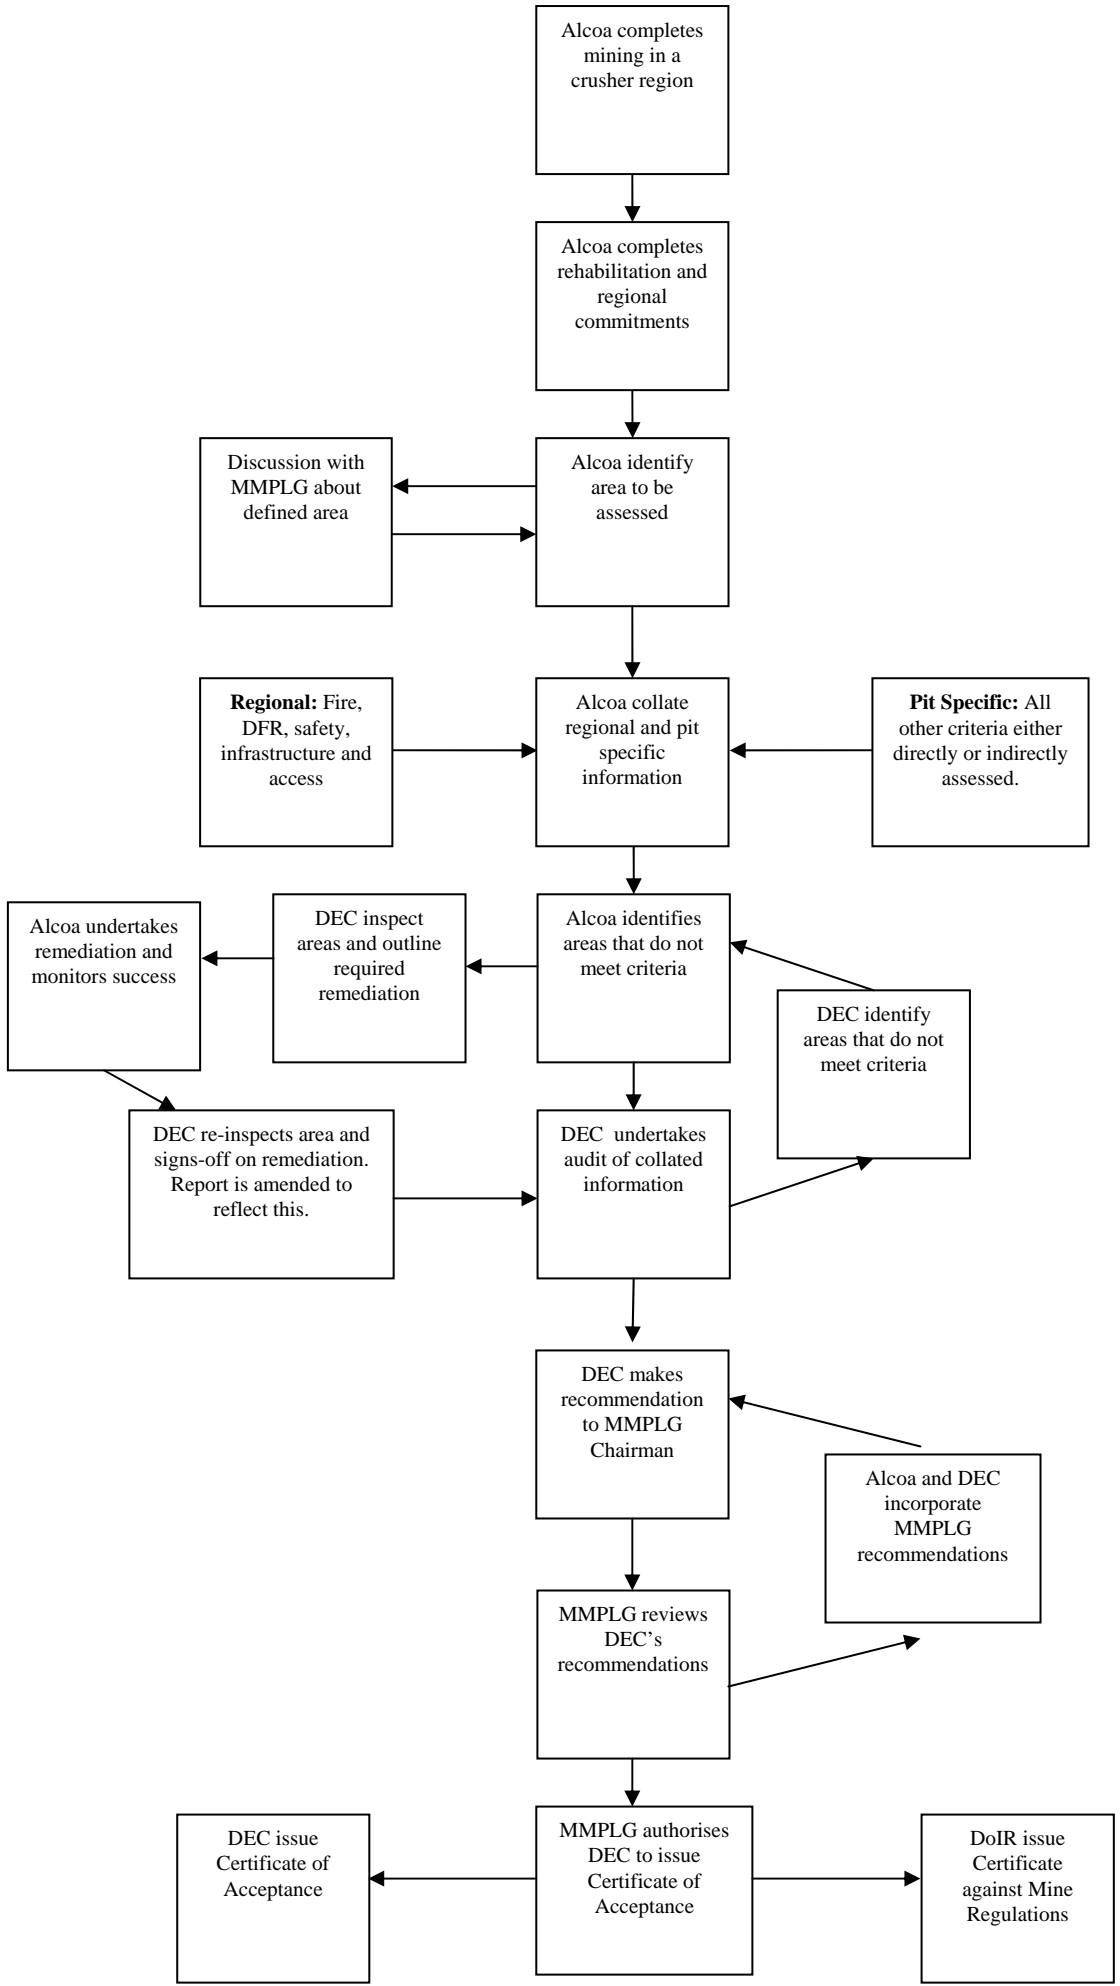 Alcoa completes
mining in a
crusher region
Alcoa completes
rehabilitation and
regional
commitments
Discussion with
MMPLG about
defined area
Alcoa identify
area to be
assessed
Regional: Fire,
DFR, safety,
infrastructure and
access
Alcoa collate
regional and pit
specific
information
Pit Specific: All
other criteria either
directly or indirectly
assessed.
Alcoa undertakes
remediation and
monitors success
DEC inspect
areas and outline
required
remediation
Alcoa identifies
areas that do not
meet criteria
DEC identify
areas that do not
meet criteria
DEC re-inspects area and
signs-off on remediation.
Report is amended to
reflect this.
DEC undertakes
audit of collated
information
DEC makes
recommendation
to MMPLG
Chairman
Alcoa and DEC
incorporate
MMPLG
recommendations
MMPLG reviews
DEC’s
recommendations
DEC issue
Certificate of
Acceptance
MMPLG authorises
DEC to issue
Certificate of
Acceptance
DoIR issue
Certificate
against Mine
Regulations